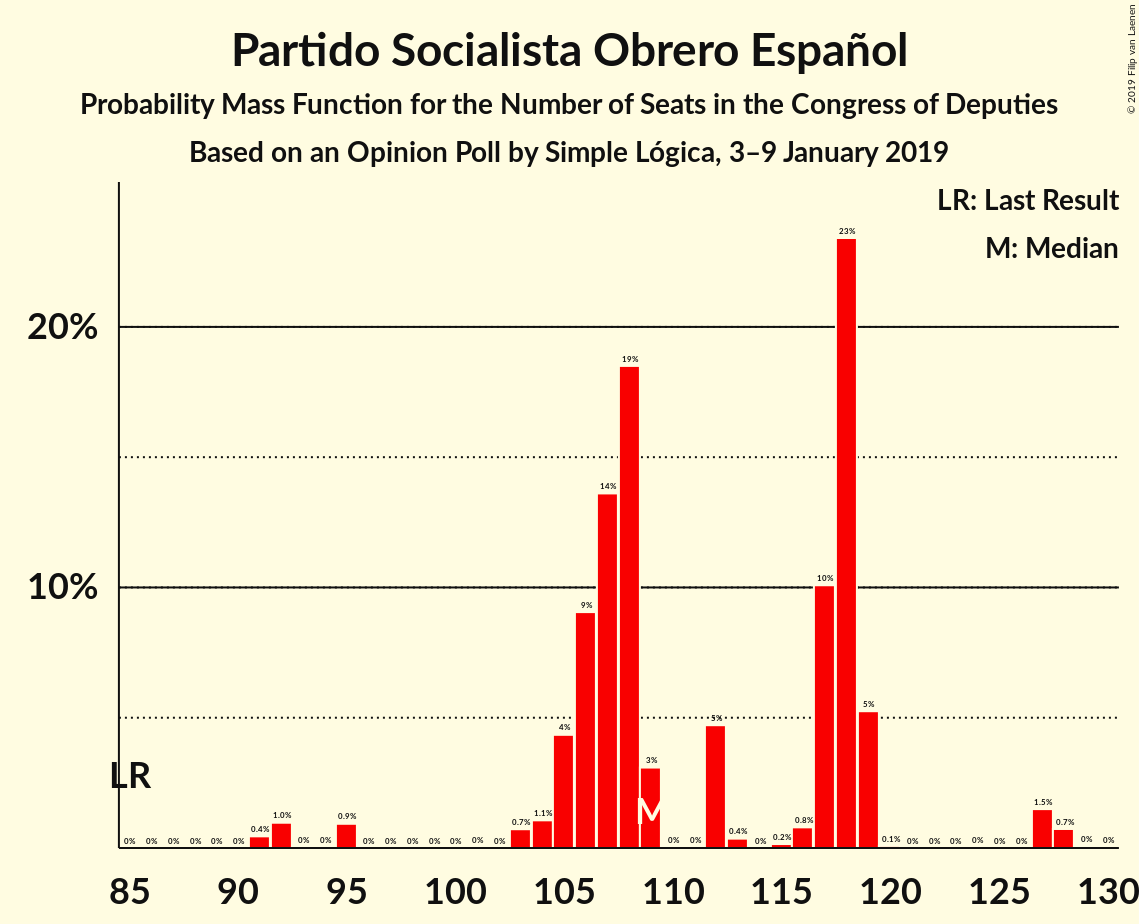 Partido Socialista Obrero Español
Probability Mass Function for the Number of Seats in the Congress of Deputies
Based on an Opinion Poll by Simple Lógica, 3–9 January 2019
© 2019 Filip van Laenen
LR: Last Result
M: Median
23%
20%
19%
14%
10%
10%
9%
5%
5%
4%
3%
LR
M
0% 0% 0% 0% 0% 0% 0.4% 1.0% 0% 0% 0.9% 0% 0% 0% 0% 0% 0% 0% 0.7% 1.1% 0% 0% 0.4% 0% 0.2% 0.8% 0.1% 0% 0% 0% 0% 0% 0% 1.5% 0.7% 0% 0%
85 90 95 100 105 110 115 120 125 130